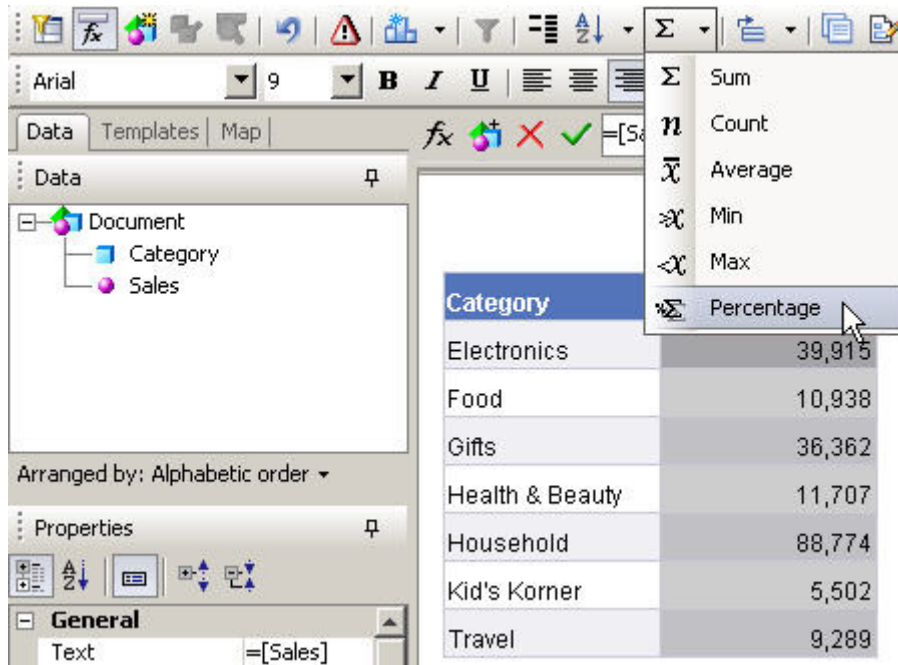 Σ
Arial 9 B I U
Σ Sum
n Count
x̄ Average
≥x Min
<x Max
%Σ Percentage
Data Templates Map
fx =[Sa
Data
Document
Category
Sales
Arranged by: Alphabetic order
Properties
General
Text =[Sales]
Category
Electronics 39,915
Food 10,938
Gifts 36,362
Health & Beauty 11,707
Household 88,774
Kid's Korner 5,502
Travel 9,289